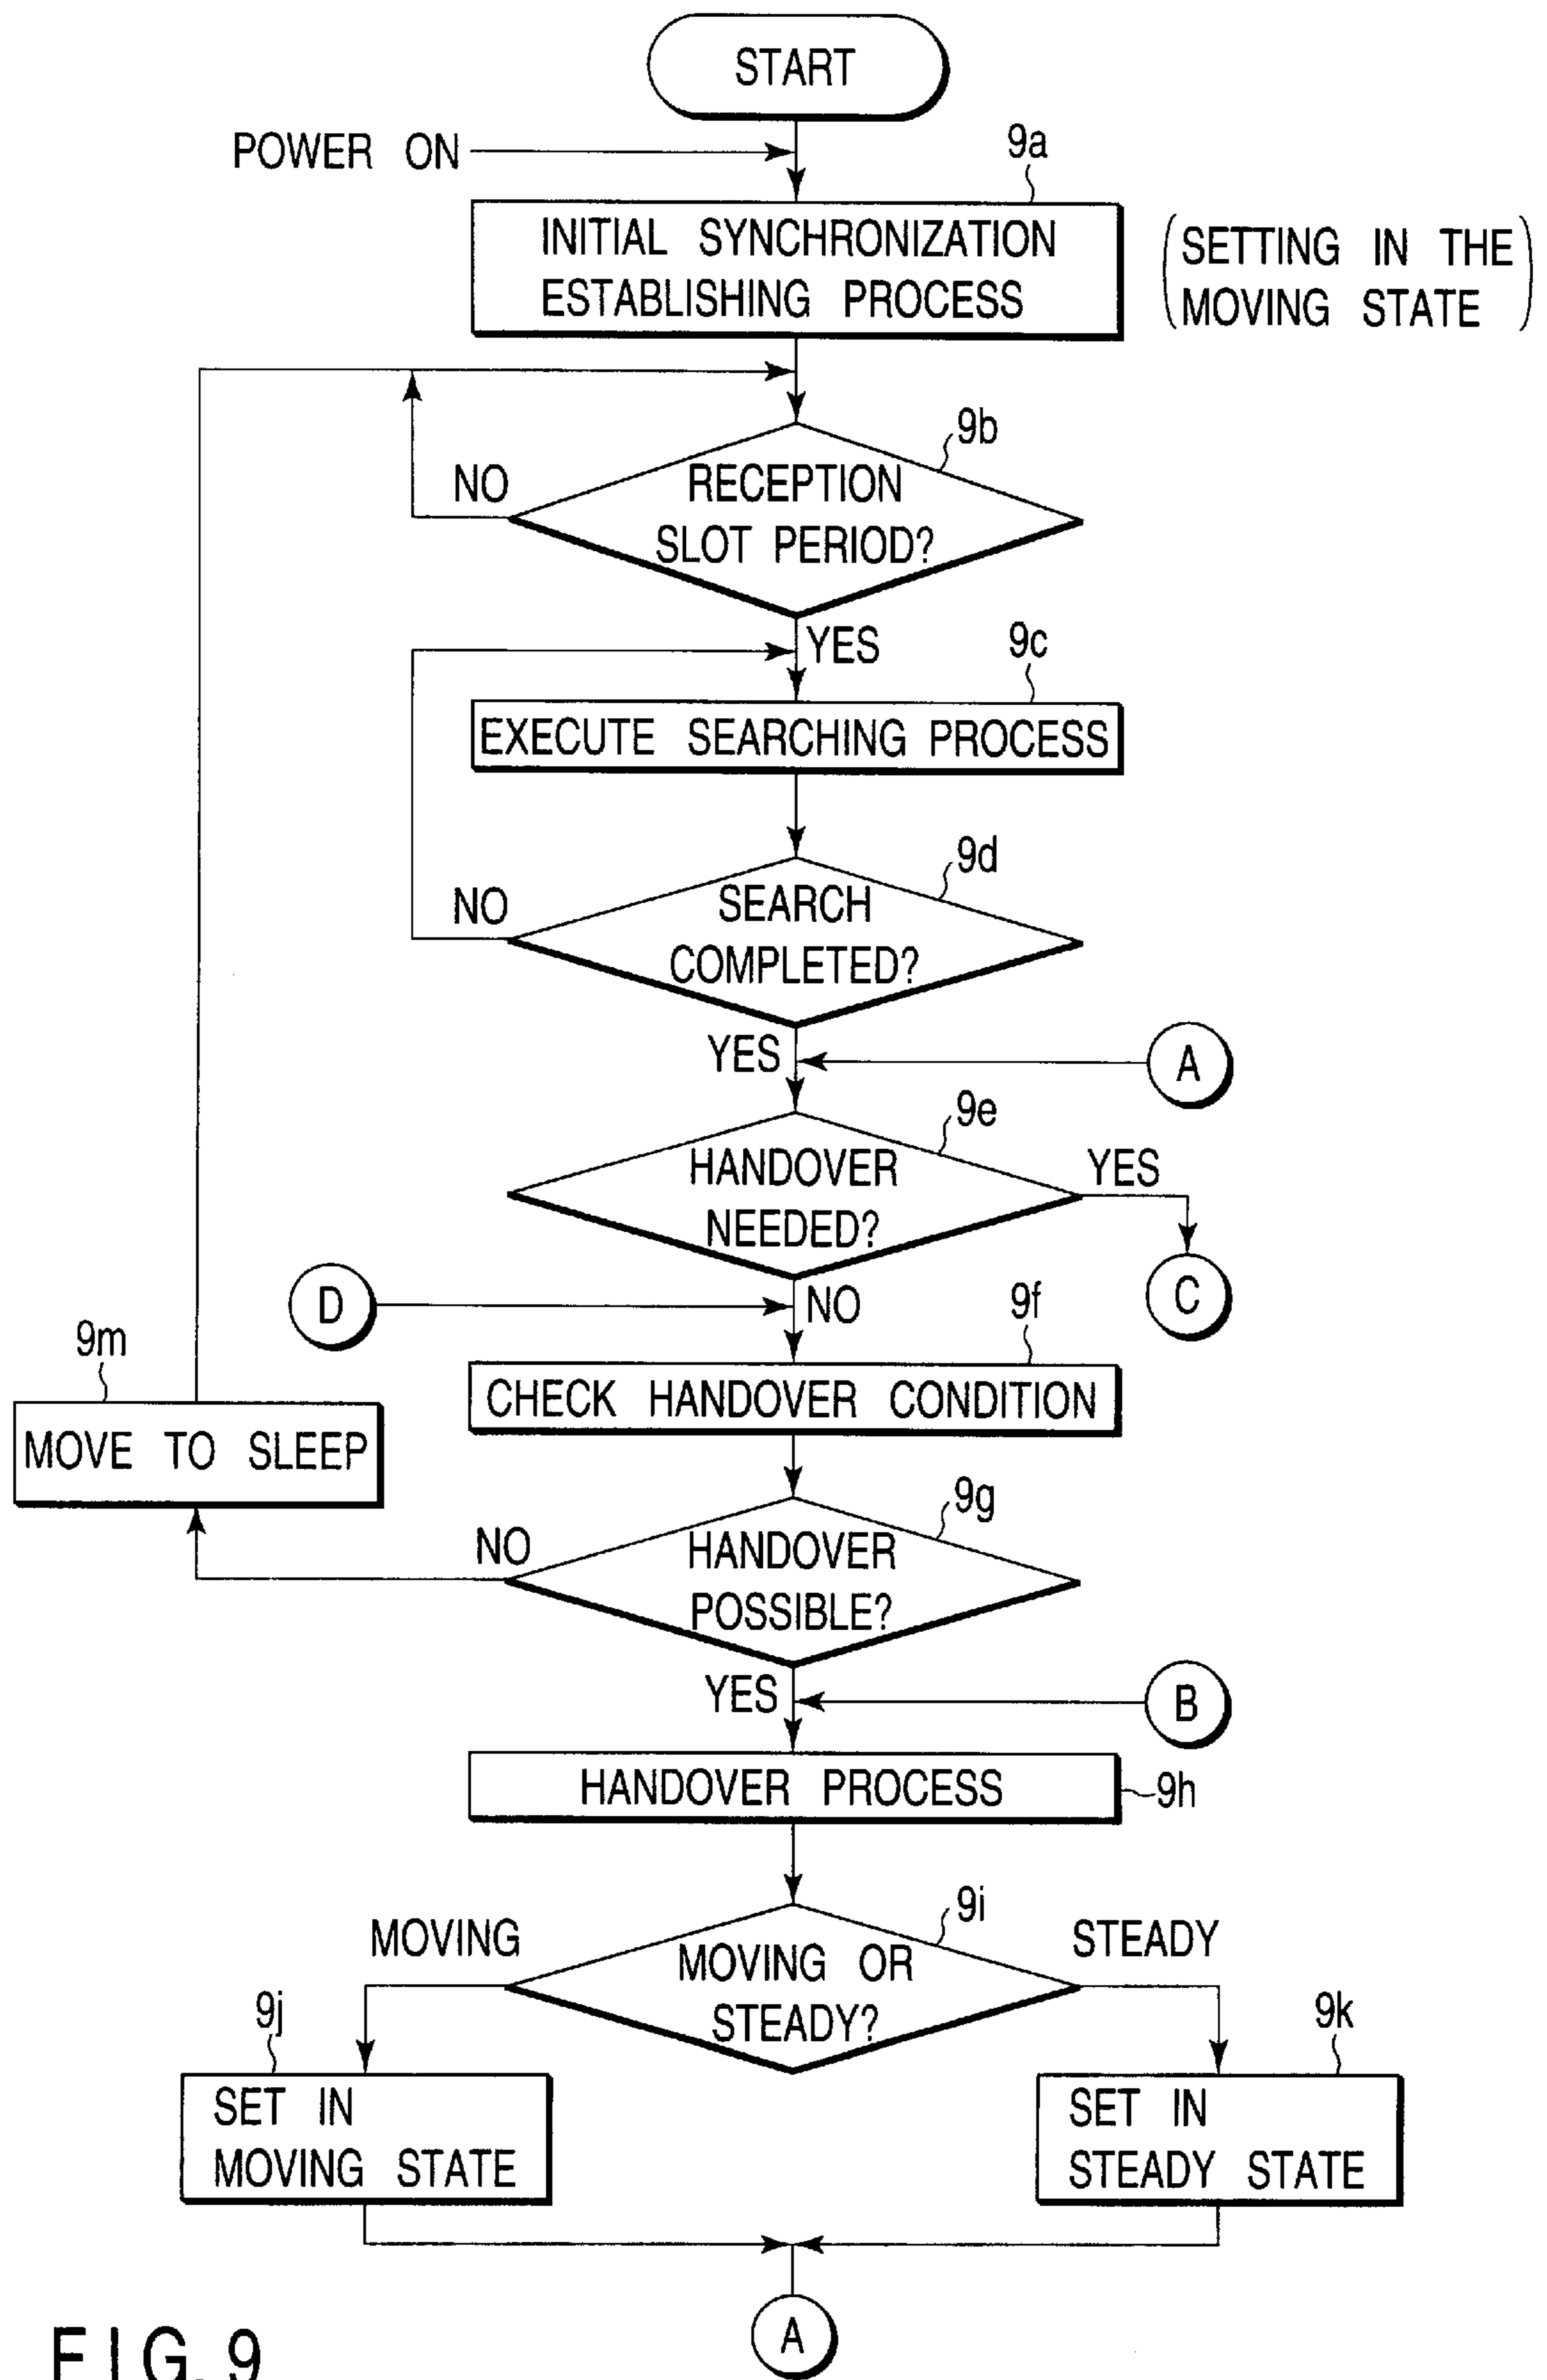 START
POWER ON
9a
INITIAL SYNCHRONIZATION
ESTABLISHING PROCESS
(SETTING IN THE
MOVING STATE)
9b
NO
RECEPTION
SLOT PERIOD?
YES
9c
EXECUTE SEARCHING PROCESS
9d
NO
SEARCH
COMPLETED?
YES
A
9e
HANDOVER
NEEDED?
YES
C
D
NO
9f
9m
CHECK HANDOVER CONDITION
MOVE TO SLEEP
9g
NO
HANDOVER
POSSIBLE?
YES
B
HANDOVER PROCESS
9h
9i
MOVING
MOVING OR
STEADY?
STEADY
9j
SET IN
MOVING STATE
9k
SET IN
STEADY STATE
A
FIG. 9